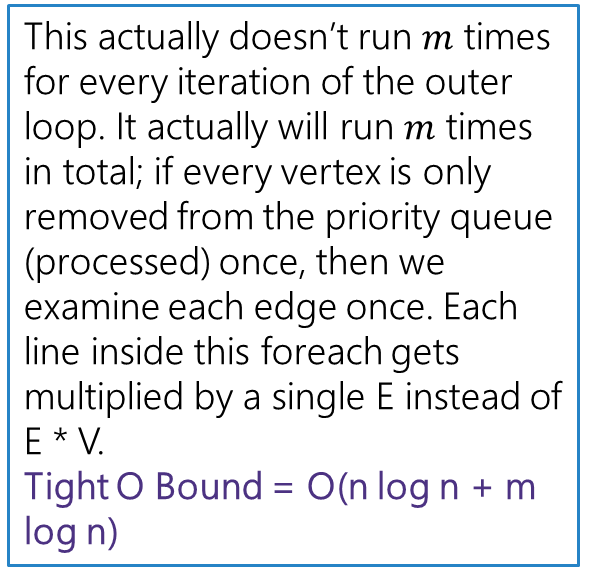 This actually doesn’t run 𝑚 times
for every iteration of the outer
loop. It actually will run 𝑚 times
in total; if every vertex is only
removed from the priority queue
(processed) once, then we
examine each edge once. Each
line inside this foreach gets
multiplied by a single E instead of
E * V.
Tight O Bound = O(n log n + m
log n)